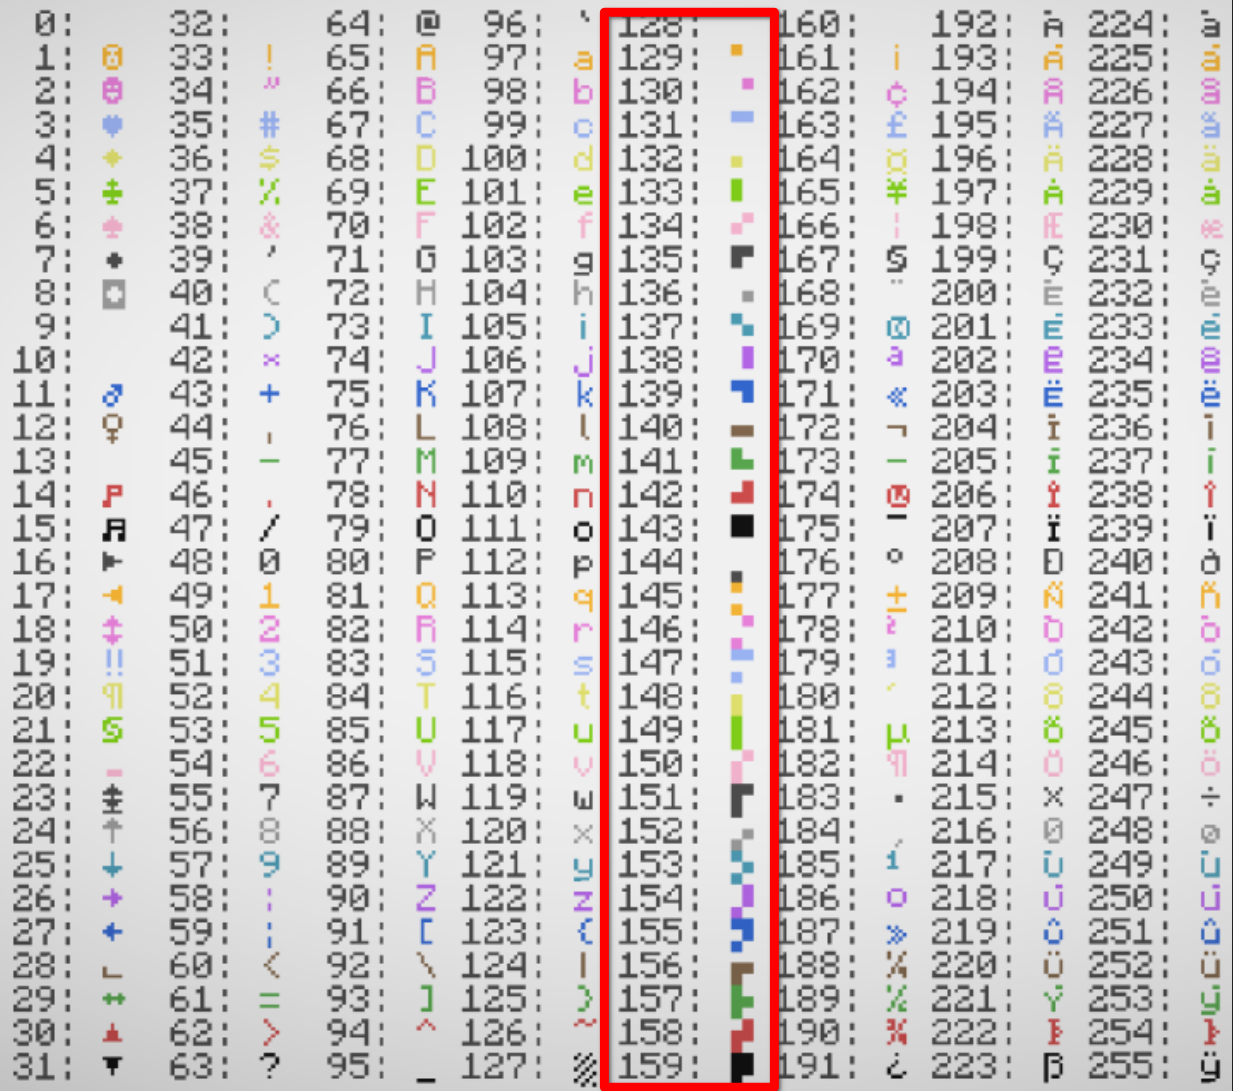 0: 32: 64: @ 96: ` 128: 160: 192: À 224: à
1: ☺ 33: ! 65: A 97: a 129: 161: ¡ 193: Á 225: á
2: ☻ 34: " 66: B 98: b 130: 162: ¢ 194: Â 226: â
3: ♥ 35: # 67: C 99: c 131: 163: £ 195: Ã 227: ã
4: ♦ 36: $ 68: D 100: d 132: 164: ¤ 196: Ä 228: ä
5: ♣ 37: % 69: E 101: e 133: 165: ¥ 197: Å 229: å
6: ♠ 38: & 70: F 102: f 134: 166: ¦ 198: Æ 230: æ
7: • 39: ' 71: G 103: g 135: 167: § 199: Ç 231: ç
8: ◘ 40: ( 72: H 104: h 136: 168: ¨ 200: È 232: è
9: 41: ) 73: I 105: i 137: 169: © 201: É 233: é
10: 42: * 74: J 106: j 138: 170: ª 202: Ê 234: ê
11: ♂ 43: + 75: K 107: k 139: 171: « 203: Ë 235: ë
12: ♀ 44: , 76: L 108: l 140: 172: ¬ 204: Ì 236: ì
13: 45: - 77: M 109: m 141: 173: - 205: Í 237: í
14: ♪ 46: . 78: N 110: n 142: 174: ® 206: Î 238: î
15: ♫ 47: / 79: O 111: o 143: 175: ¯ 207: Ï 239: ï
16: ► 48: 0 80: P 112: p 144: 176: ° 208: Ð 240: ð
17: ◄ 49: 1 81: Q 113: q 145: 177: ± 209: Ñ 241: ñ
18: ↕ 50: 2 82: R 114: r 146: 178: ² 210: Ò 242: ò
19: ‼ 51: 3 83: S 115: s 147: 179: ³ 211: Ó 243: ó
20: ¶ 52: 4 84: T 116: t 148: 180: ´ 212: Ô 244: ô
21: § 53: 5 85: U 117: u 149: 181: µ 213: Õ 245: õ
22: ▬ 54: 6 86: V 118: v 150: 182: ¶ 214: Ö 246: ö
23: ↨ 55: 7 87: W 119: w 151: 183: · 215: × 247: ÷
24: ↑ 56: 8 88: X 120: x 152: 184: ¸ 216: Ø 248: ø
25: ↓ 57: 9 89: Y 121: y 153: 185: ¹ 217: Ù 249: ù
26: → 58: : 90: Z 122: z 154: 186: º 218: Ú 250: ú
27: ← 59: ; 91: [ 123: { 155: 187: » 219: Û 251: û
28: ∟ 60: < 92: \ 124: | 156: 188: ¼ 220: Ü 252: ü
29: ↔ 61: = 93: ] 125: } 157: 189: ½ 221: Ý 253: ý
30: ▲ 62: > 94: ^ 126: ~ 158: 190: ¾ 222: Þ 254: þ
31: ▼ 63: ? 95: _ 127: ▒ 159: 191: ¿ 223: ß 255: ÿ